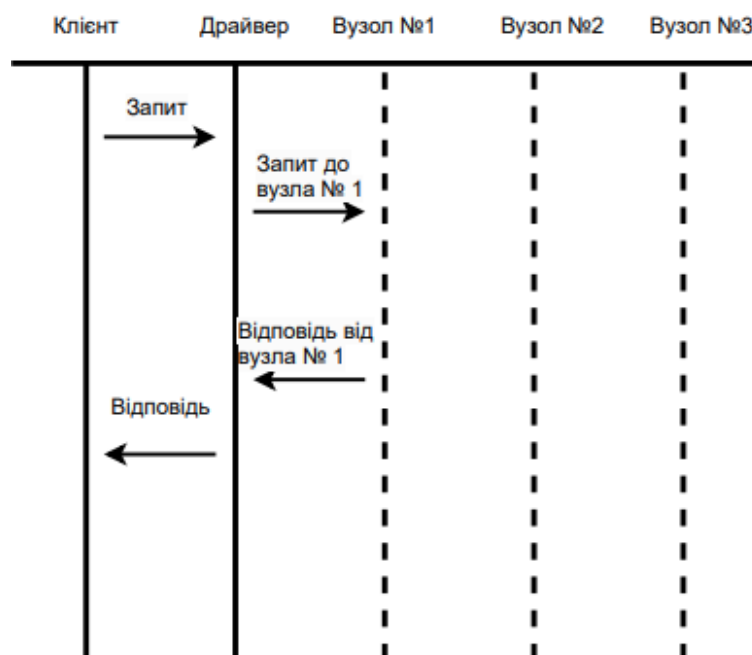 Клієнт Драйвер Вузол №1 Вузол №2 Вузол №3
Запит
Запит до
вузла № 1
Відповідь від
вузла № 1
Відповідь